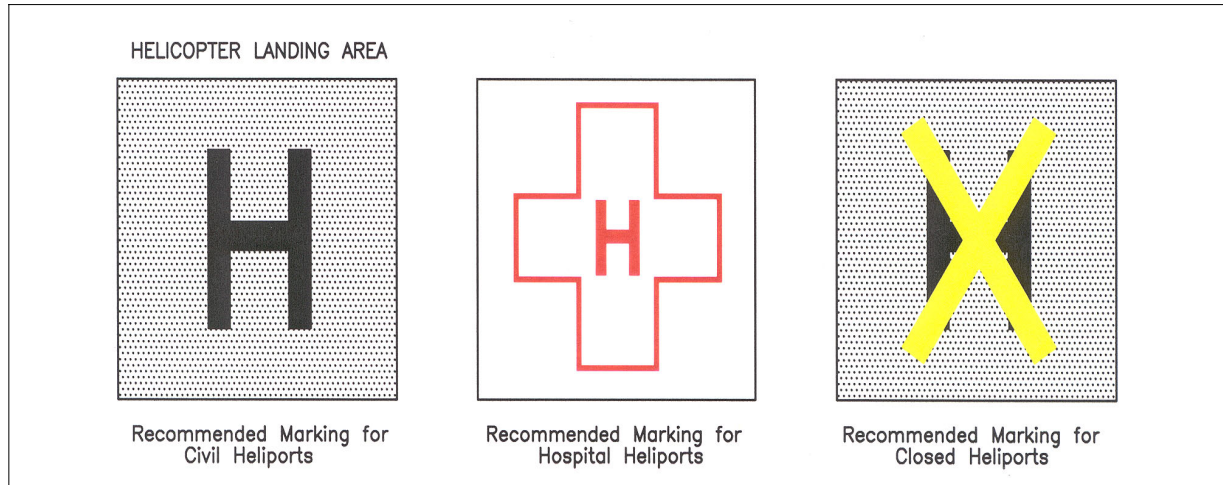 HELICOPTER LANDING AREA
H
H
H
X
Recommended Marking for
Civil Heliports
Recommended Marking for
Hospital Heliports
Recommended Marking for
Closed Heliports